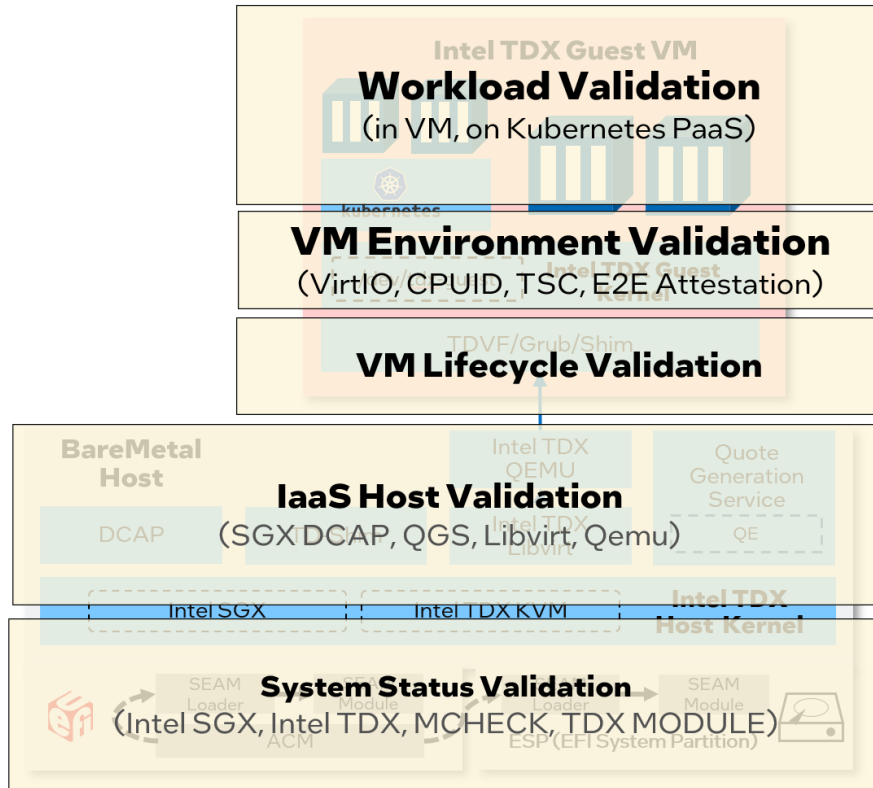 Intel TDX Guest VM
Workload Validation
(in VM, on Kubernetes PaaS)
kubernetes
VM Environment Validation
Intel TDX Guest
Kernel
(VirtIO, CPUID, TSC, E2E Attestation)
TDVF/Grub/Shim
VM Lifecycle Validation
BareMetal
Host
Intel TDX
QEMU
Quote
Generation
Service
IaaS Host Validation
(SGX DCAP, QGS, Libvirt, Qemu)
DCAP
Intel TDX
Libvirt
QE
Intel SGX
Intel TDX KVM
Intel TDX
Host Kernel
System Status Validation
SEAM
Loader
SEAM
Module
SEAM
Loader
SEAM
Module
(Intel SGX, Intel TDX, MCHECK, TDX MODULE)
ACM
ESP (EFI System Partition)